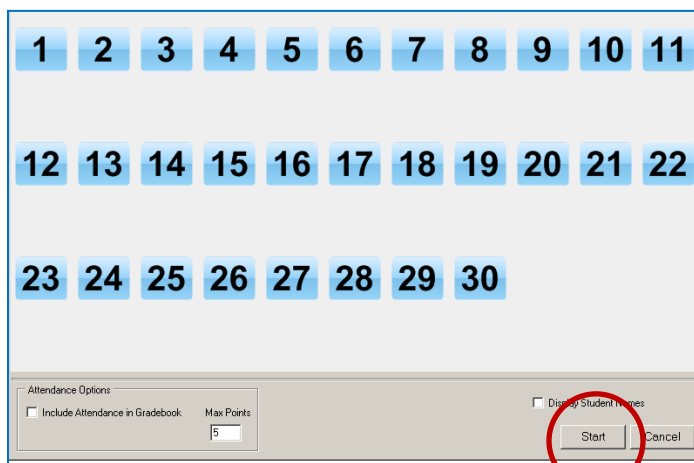 1 2 3 4 5 6 7 8 9 10 11
12 13 14 15 16 17 18 19 20 21 22
23 24 25 26 27 28 29 30
Attendance Options
Include Attendance in Gradebook Max Points
5
Display Student Names
Start Cancel